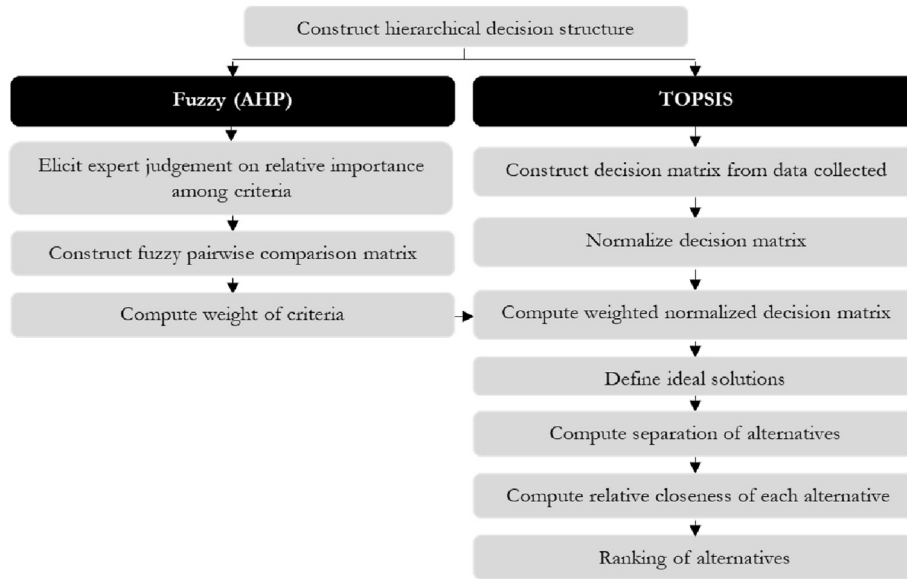 Construct hierarchical decision structure
Fuzzy (AHP)
Elicit expert judgement on relative importance
among criteria
Construct fuzzy pairwise comparison matrix
Compute weight of criteria
TOPSIS
Construct decision matrix from data collected
Normalize decision matrix
Compute weighted normalized decision matrix
Define ideal solutions
Compute separation of alternatives
Compute relative closeness of each alternative
Ranking of alternatives